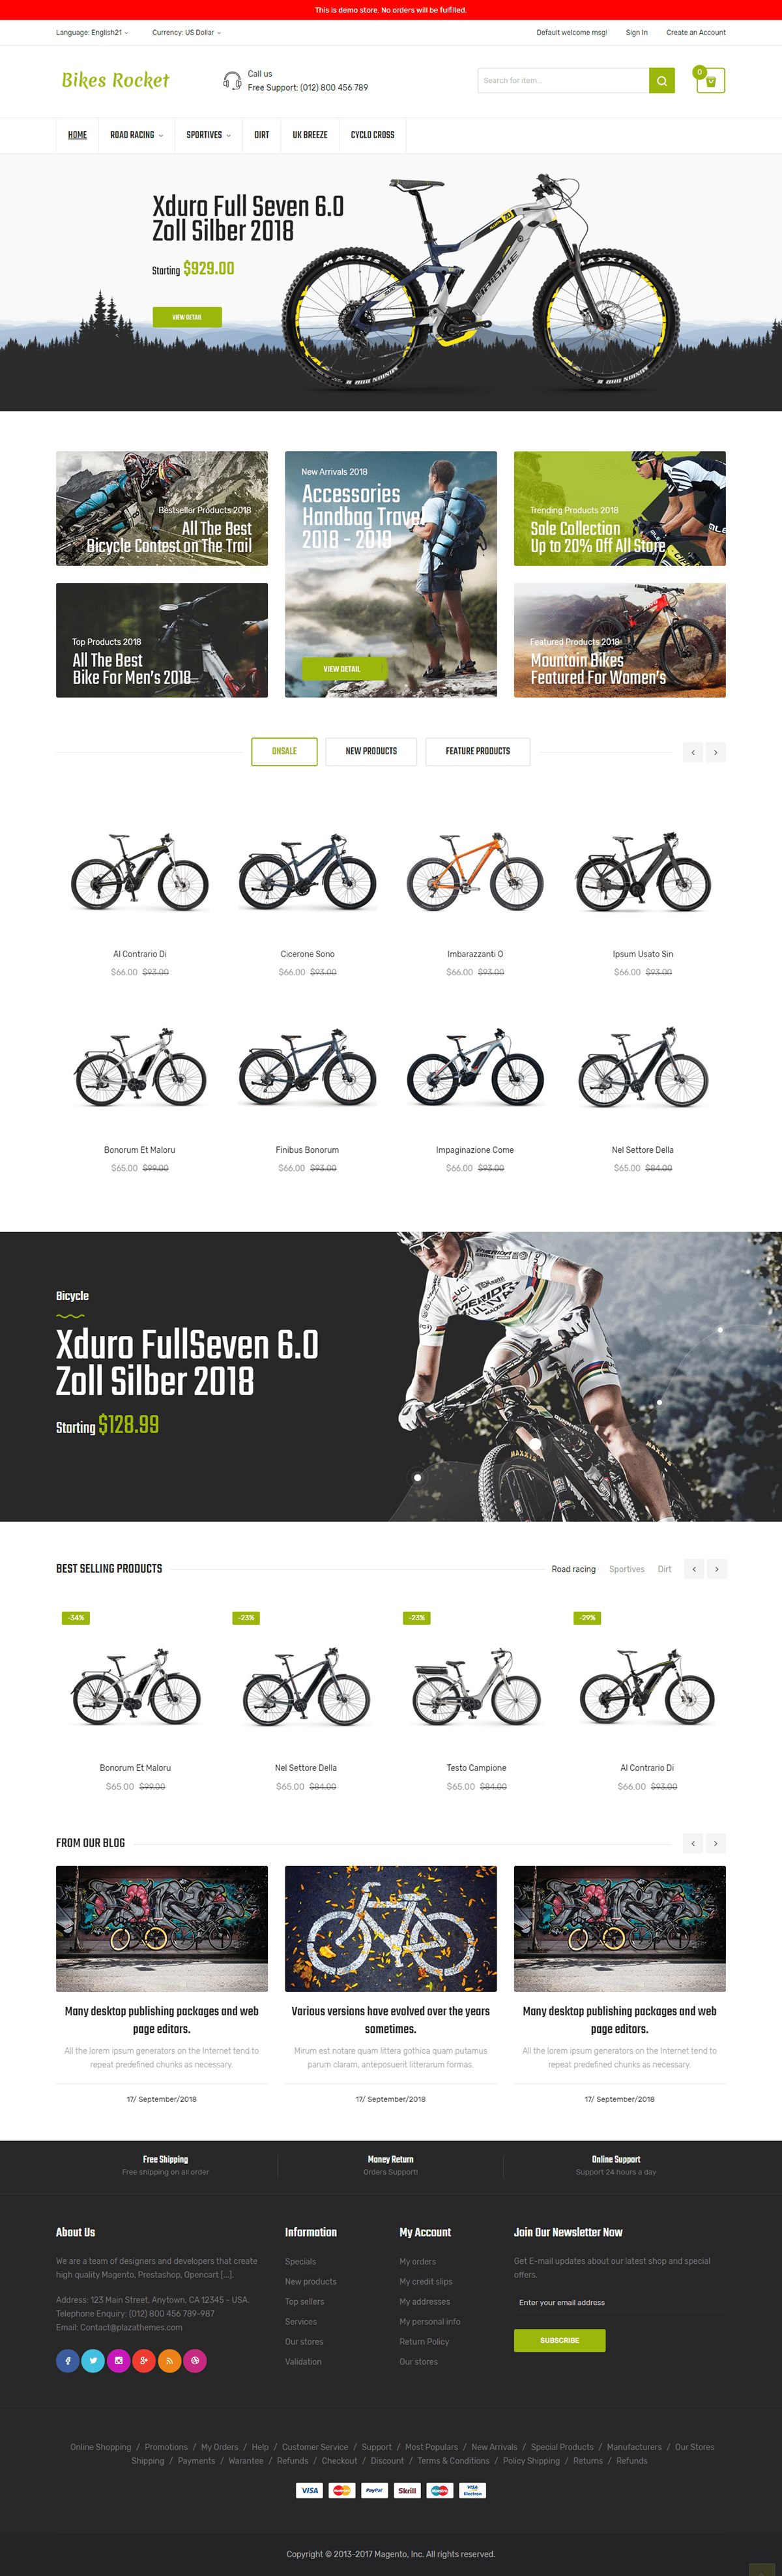 This is demo store. No orders will be fulfilled.
Language: English21
Currency: US Dollar
Default welcome msg!
Sign In
Create an Account
Bikes Rocket
Call us
Free Support: (012) 800 456 789
Search for item...
0
HOME
ROAD RACING
SPORTIVES
DIRT
UK BREEZE
CYCLO CROSS
Xduro Full Seven 6.0
Zoll Silber 2018
Starting $929.00
VIEW DETAIL
Bestseller Products 2018
All The Best
Bicycle Contest on The Trail
New Arrivals 2018
Accessories
Handbag Travel
2018 - 2019
VIEW DETAIL
Trending Products 2018
Sale Collection
Up to 20% Off All Store
Top Products 2018
All The Best
Bike For Men's 2018
Featured Products 2018
Mountain Bikes
Featured For Women's
ONSALE
NEW PRODUCTS
FEATURE PRODUCTS
Al Contrario Di
$66.00 $93.00
Cicerone Sono
$66.00 $93.00
Imbarazzanti O
$66.00 $93.00
Ipsum Usato Sin
$66.00 $93.00
Bonorum Et Maloru
$65.00 $99.00
Finibus Bonorum
$66.00 $93.00
Impaginazione Come
$66.00 $93.00
Nel Settore Della
$65.00 $84.00
Bicycle
Xduro FullSeven 6.0
Zoll Silber 2018
Starting $128.99
BEST SELLING PRODUCTS
Road racing
Sportives
Dirt
-34%
Bonorum Et Maloru
$65.00 $99.00
-23%
Nel Settore Della
$65.00 $84.00
-23%
Testo Campione
$65.00 $84.00
-29%
Al Contrario Di
$66.00 $93.00
FROM OUR BLOG
Many desktop publishing packages and web
page editors.
All the lorem ipsum generators on the Internet tend to
repeat predefined chunks as necessary.
17/ September/2018
Various versions have evolved over the years
sometimes.
Mirum est notare quam littera gothica quam putamus
parum claram, anteposuerit litterarum formas.
17/ September/2018
Many desktop publishing packages and web
page editors.
All the lorem ipsum generators on the Internet tend to
repeat predefined chunks as necessary.
17/ September/2018
Free Shipping
Free shipping on all order
Money Return
Orders Support!
Online Support
Support 24 hours a day
About Us
We are a team of designers and developers that create
high quality Magento, Prestashop, Opencart [...].
Address: 123 Main Street, Anytown, CA 12345 - USA.
Telephone Enquiry: (012) 800 456 789-987
Email: Contact@plazathemes.com
Information
Specials
New products
Top sellers
Services
Our stores
Validation
My Account
My orders
My credit slips
My addresses
My personal info
Return Policy
Our stores
Join Our Newsletter Now
Get E-mail updates about our latest shop and special
offers.
Enter your email address
SUBSCRIBE
Online Shopping / Promotions / My Orders / Help / Customer Service / Support / Most Populars / New Arrivals / Special Products / Manufacturers / Our Stores
Shipping / Payments / Warantee / Refunds / Checkout / Discount / Terms & Conditions / Policy Shipping / Returns / Refunds
VISA
PayPal
Skrill
VISA
Electron
Copyright © 2013-2017 Magento, Inc. All rights reserved.